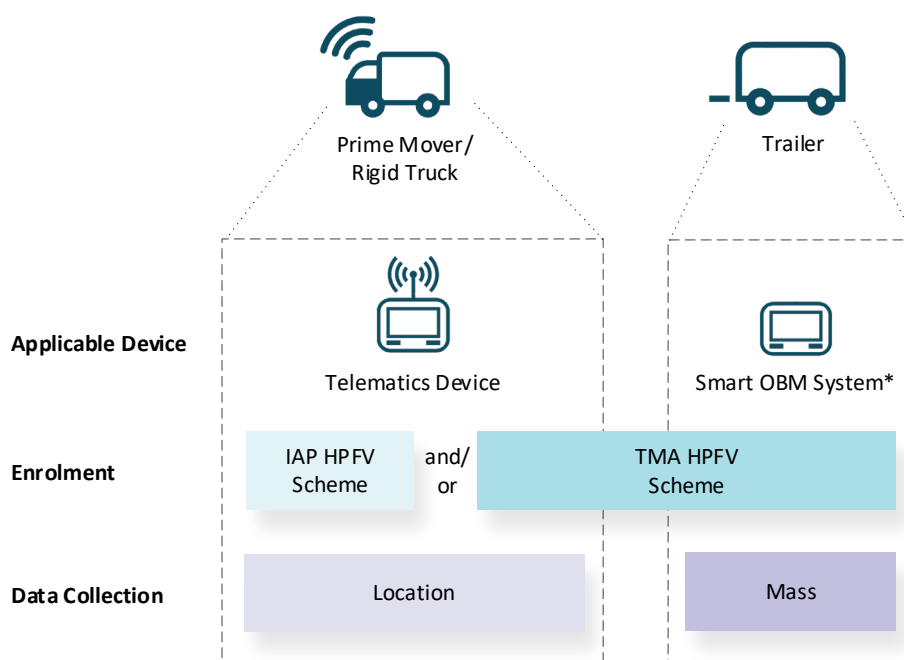 Prime Mover/
Rigid Truck
Trailer
Applicable Device
Telematics Device
Smart OBM System*
Enrolment
IAP HPFV
Scheme
and/
or
TMA HPFV
Scheme
Data Collection
Location
Mass